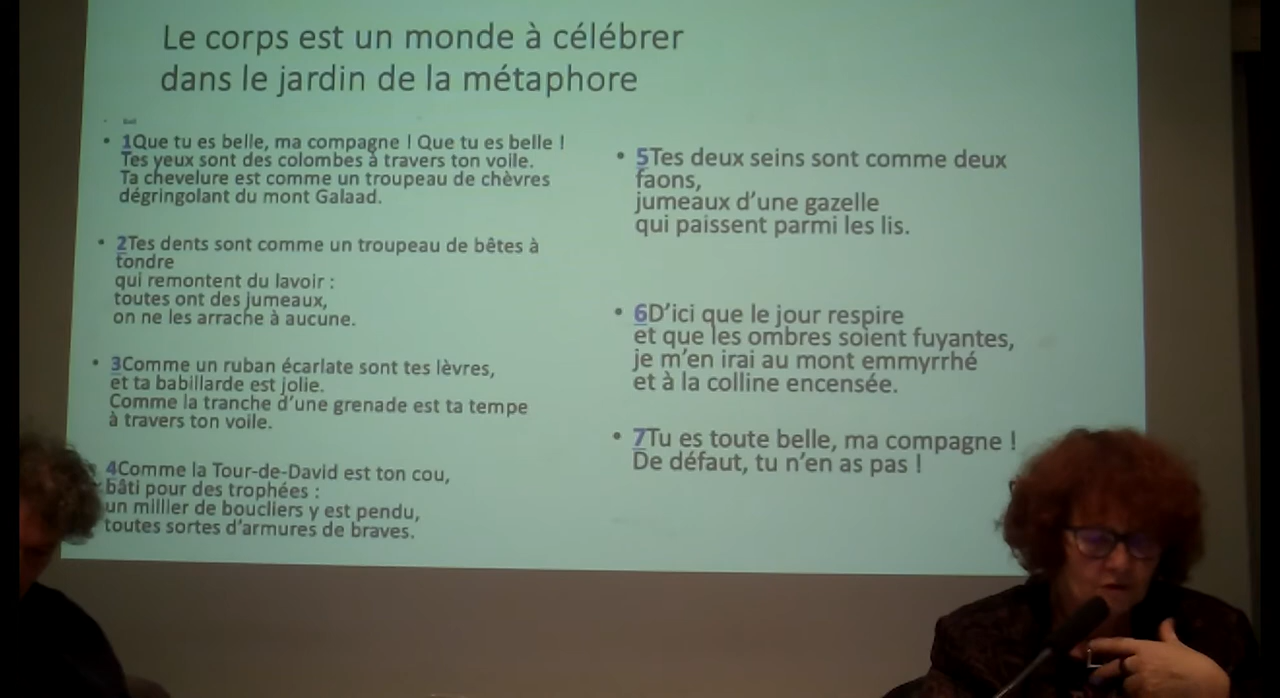 Le corps est un monde à célébrer
dans le jardin de la métaphore
1Que tu es belle, ma compagne ! Que tu es belle !
Tes yeux sont des colombes à travers ton voile.
Ta chevelure est comme un troupeau de chèvres
dégringolant du mont Galaad.
2Tes dents sont comme un troupeau de bêtes à
tondre
qui remontent du lavoir :
toutes ont des jumeaux,
on ne les arrache à aucune.
3Comme un ruban écarlate sont tes lèvres,
et ta babillarde est jolie.
Comme la tranche d'une grenade est ta tempe
à travers ton voile.
4Comme la Tour-de-David est ton cou,
bâti pour des trophées :
un millier de boucliers y est pendu,
toutes sortes d'armures de braves.
5Tes deux seins sont comme deux
faons,
jumeaux d'une gazelle
qui paissent parmi les lis.
6D'ici que le jour respire
et que les ombres soient fuyantes,
je m'en irai au mont emmyrrhé
et à la colline encensée.
7Tu es toute belle, ma compagne !
De défaut, tu n'en as pas !